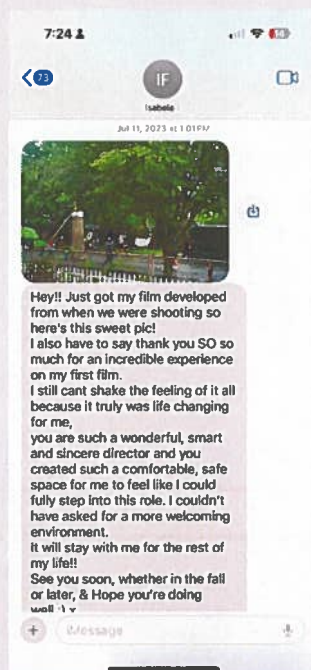 7:24
73
IF
Isabele
Jul 11, 2023 at 1:01 PM
Hey!! Just got my film developed
from when we were shooting so
here's this sweet pic!
I also have to say thank you SO so
much for an incredible experience
on my first film.
I still cant shake the feeling of it all
because it truly was life changing
for me,
you are such a wonderful, smart
and sincere director and you
created such a comfortable, safe
space for me to feel like I could
fully step into this role. I couldn't
have asked for a more welcoming
environment.
it will stay with me for the rest of
my life!!
See you soon, whether in the fall
or later, & Hope you're doing
well :) x
iMessage